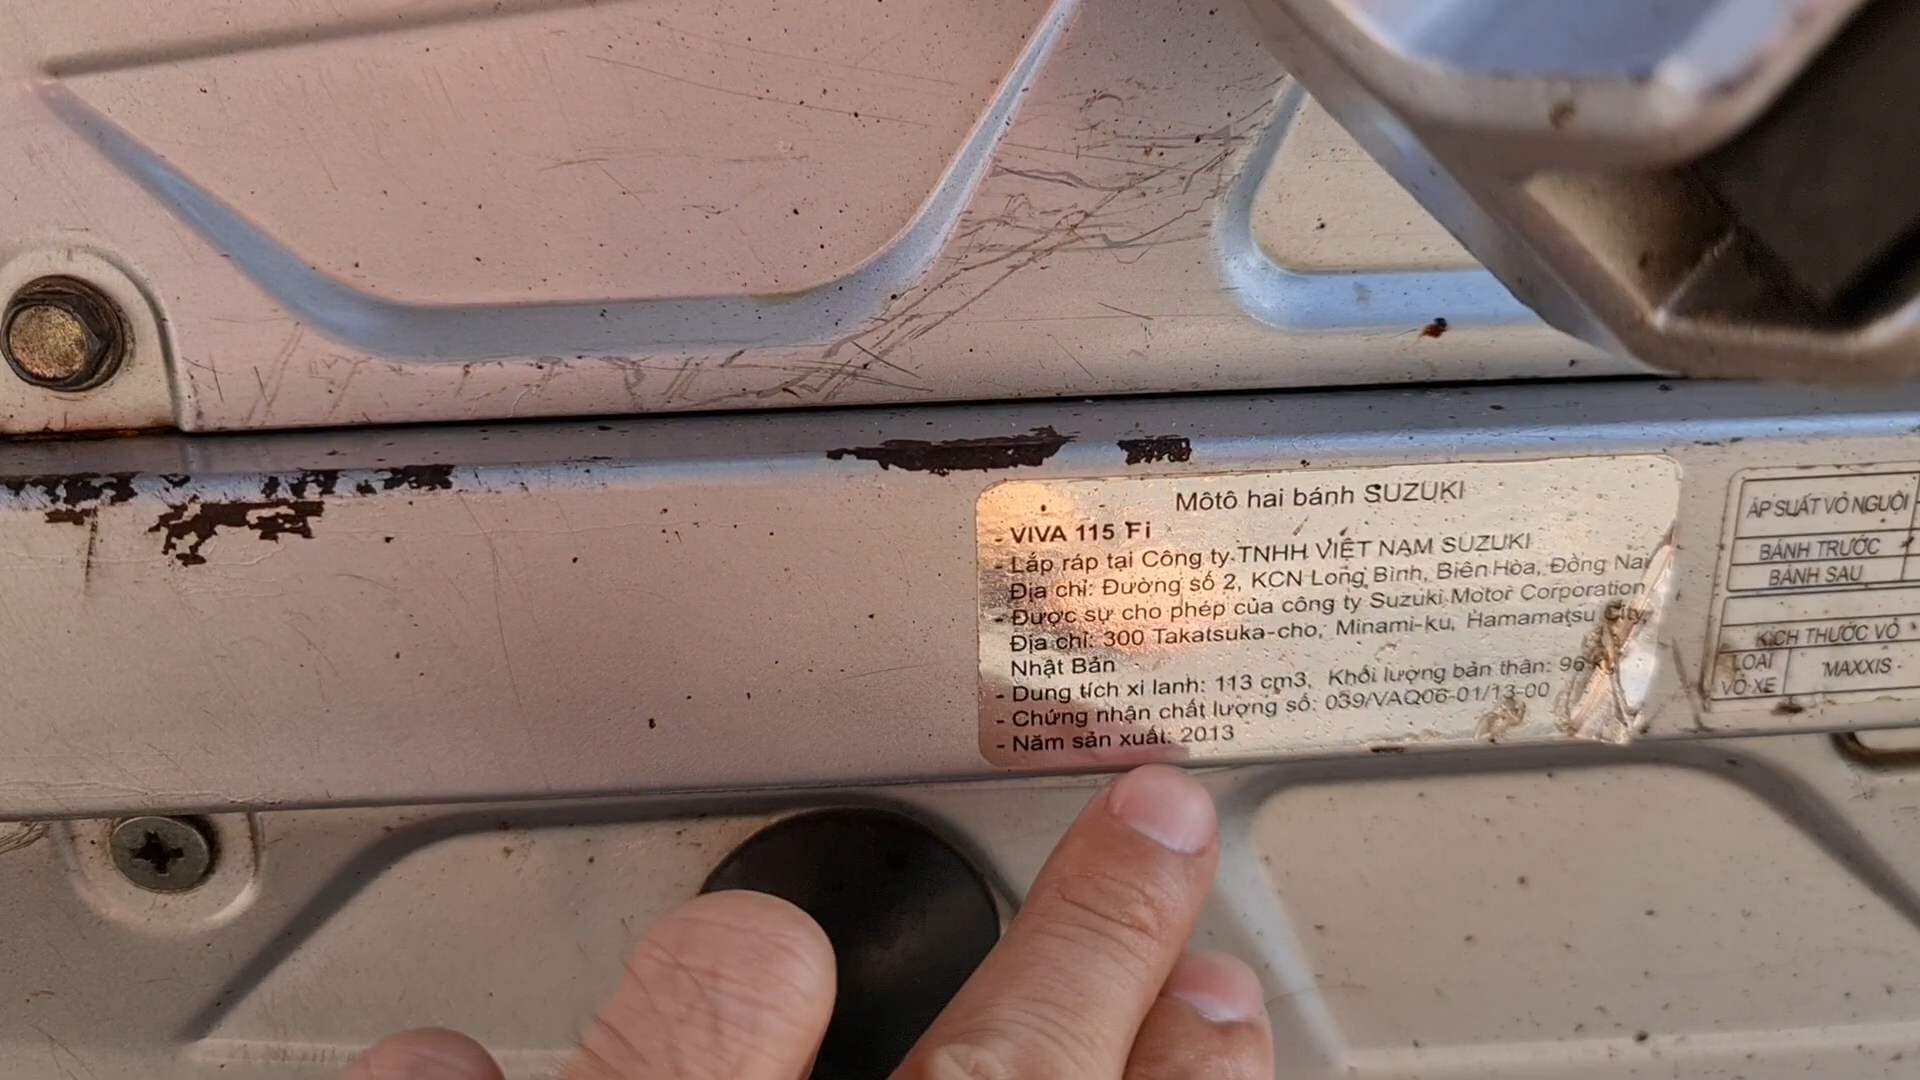 Môtô hai bánh SUZUKI
- VIVA 115 Fi
- Lắp ráp tại Công ty TNHH VIỆT NAM SUZUKI
Địa chỉ: Đường số 2, KCN Long Bình, Biên Hòa, Đồng Nai
- Được sự cho phép của công ty Suzuki Motor Corporation
Địa chỉ: 300 Takatsuka-cho, Minami-ku, Hamamatsu City,
Nhật Bản
- Dung tích xi lanh: 113 cm3, Khối lượng bản thân: 96 kg
- Chứng nhận chất lượng số: 039/VAQ06-01/13-00
- Năm sản xuất: 2013
ÁP SUẤT VỎ NGUỘI
BÁNH TRƯỚC
BÁNH SAU
KÍCH THƯỚC VỎ
LOẠI
VỎ XE
MAXXIS